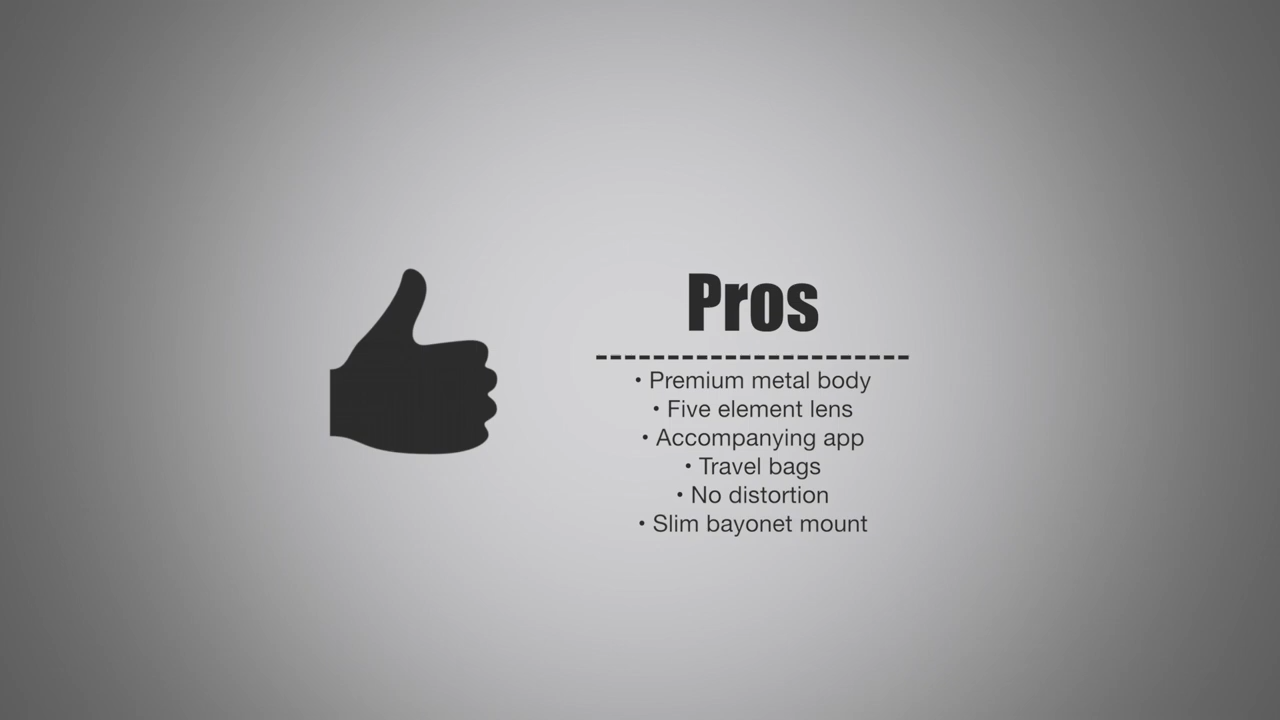 Pros
--------------------
• Premium metal body
• Five element lens
• Accompanying app
• Travel bags
• No distortion
• Slim bayonet mount